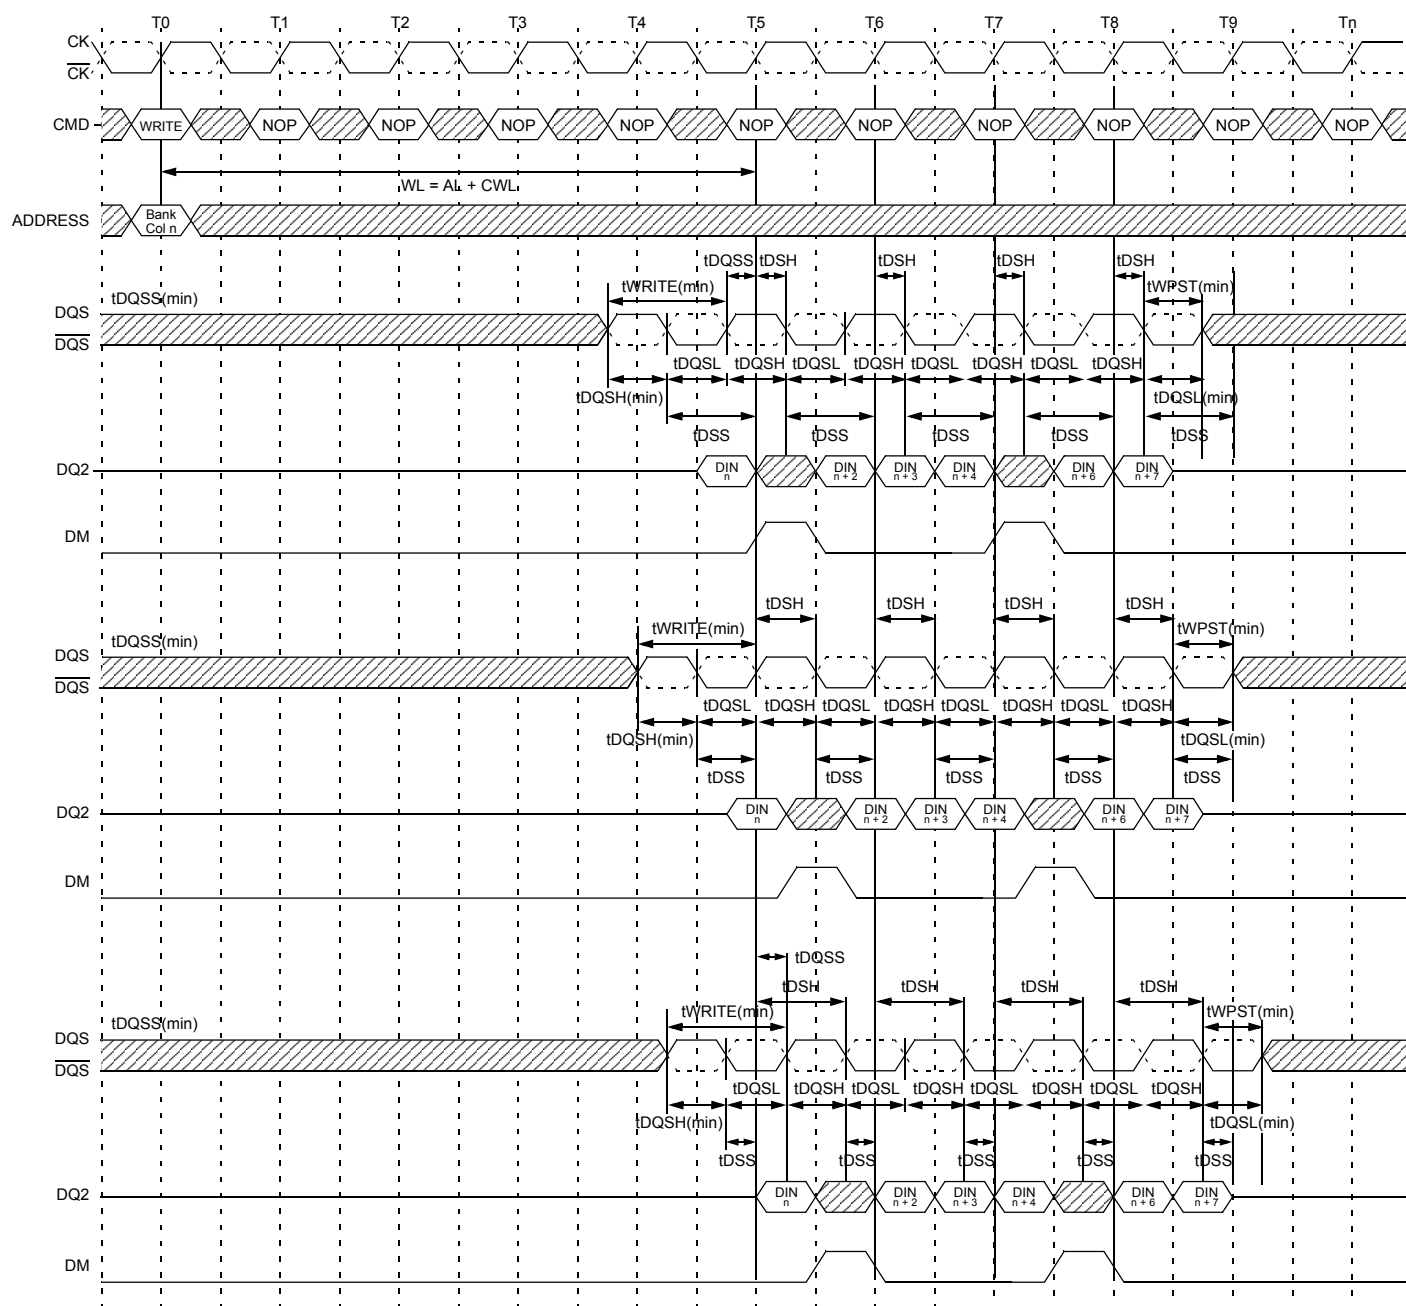 T0 T1 T2 T3 T4 T5 T6 T7 T8 T9 Tn
CK
CK
CMD WRITE NOP NOP NOP NOP NOP NOP NOP NOP NOP NOP
WL = AL + CWL
ADDRESS Bank
Col n
tDQSS tDSH tDSH tDSH tDSH
tWRITE(min) tWPST(min)
tDQSS(min)
DQS
DQS
tDQSL tDQSH tDQSL tDQSH tDQSL tDQSH tDQSL tDQSH
tDQSH(min) tDQSL(min)
tDSS tDSS tDSS tDSS tDSS
DQ2 DIN n DIN n + 2 DIN n + 3 DIN n + 4 DIN n + 6 DIN n + 7
DM
tDSH tDSH tDSH tDSH
tWRITE(min) tWPST(min)
tDQSS(min)
DQS
DQS
tDQSL tDQSH tDQSL tDQSH tDQSL tDQSH tDQSL tDQSH
tDQSH(min) tDQSL(min)
tDSS tDSS tDSS tDSS tDSS
DQ2 DIN n DIN n + 2 DIN n + 3 DIN n + 4 DIN n + 6 DIN n + 7
DM
tDQSS
tDSH tDSH tDSH tDSH
tWRITE(min) tWPST(min)
tDQSS(min)
DQS
DQS
tDQSL tDQSH tDQSL tDQSH tDQSL tDQSH tDQSL tDQSH
tDQSH(min) tDQSL(min)
tDSS tDSS tDSS tDSS tDSS
DQ2 DIN n DIN n + 2 DIN n + 3 DIN n + 4 DIN n + 6 DIN n + 7
DM